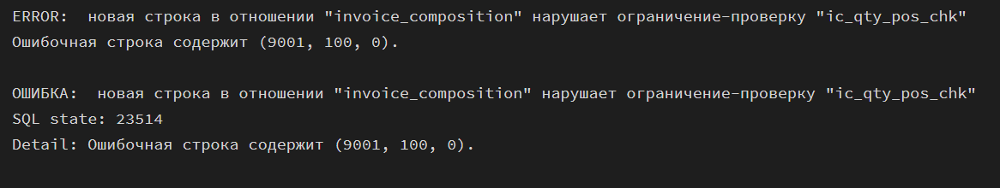 ERROR:  новая строка в отношении "invoice_composition" нарушает ограничение-проверку "ic_qty_pos_chk"
Ошибочная строка содержит (9001, 100, 0).
ОШИБКА:  новая строка в отношении "invoice_composition" нарушает ограничение-проверку "ic_qty_pos_chk"
SQL state: 23514
Detail: Ошибочная строка содержит (9001, 100, 0).